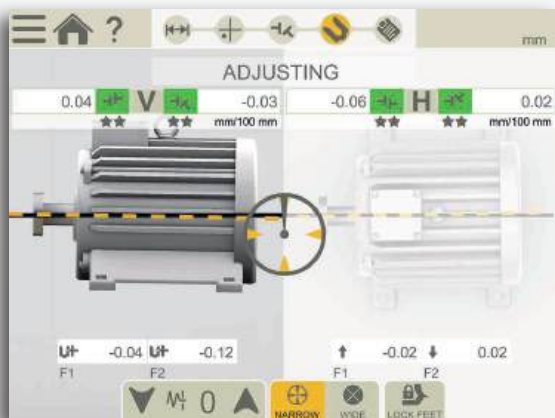 ?
mm
ADJUSTING
0.04 V -0.03
-0.06 H 0.02
mm/100 mm
mm/100 mm
-0.04 -0.12
F1 F2
-0.02 0.02
F1 F2
0
NARROW WIDE LOCK FEET